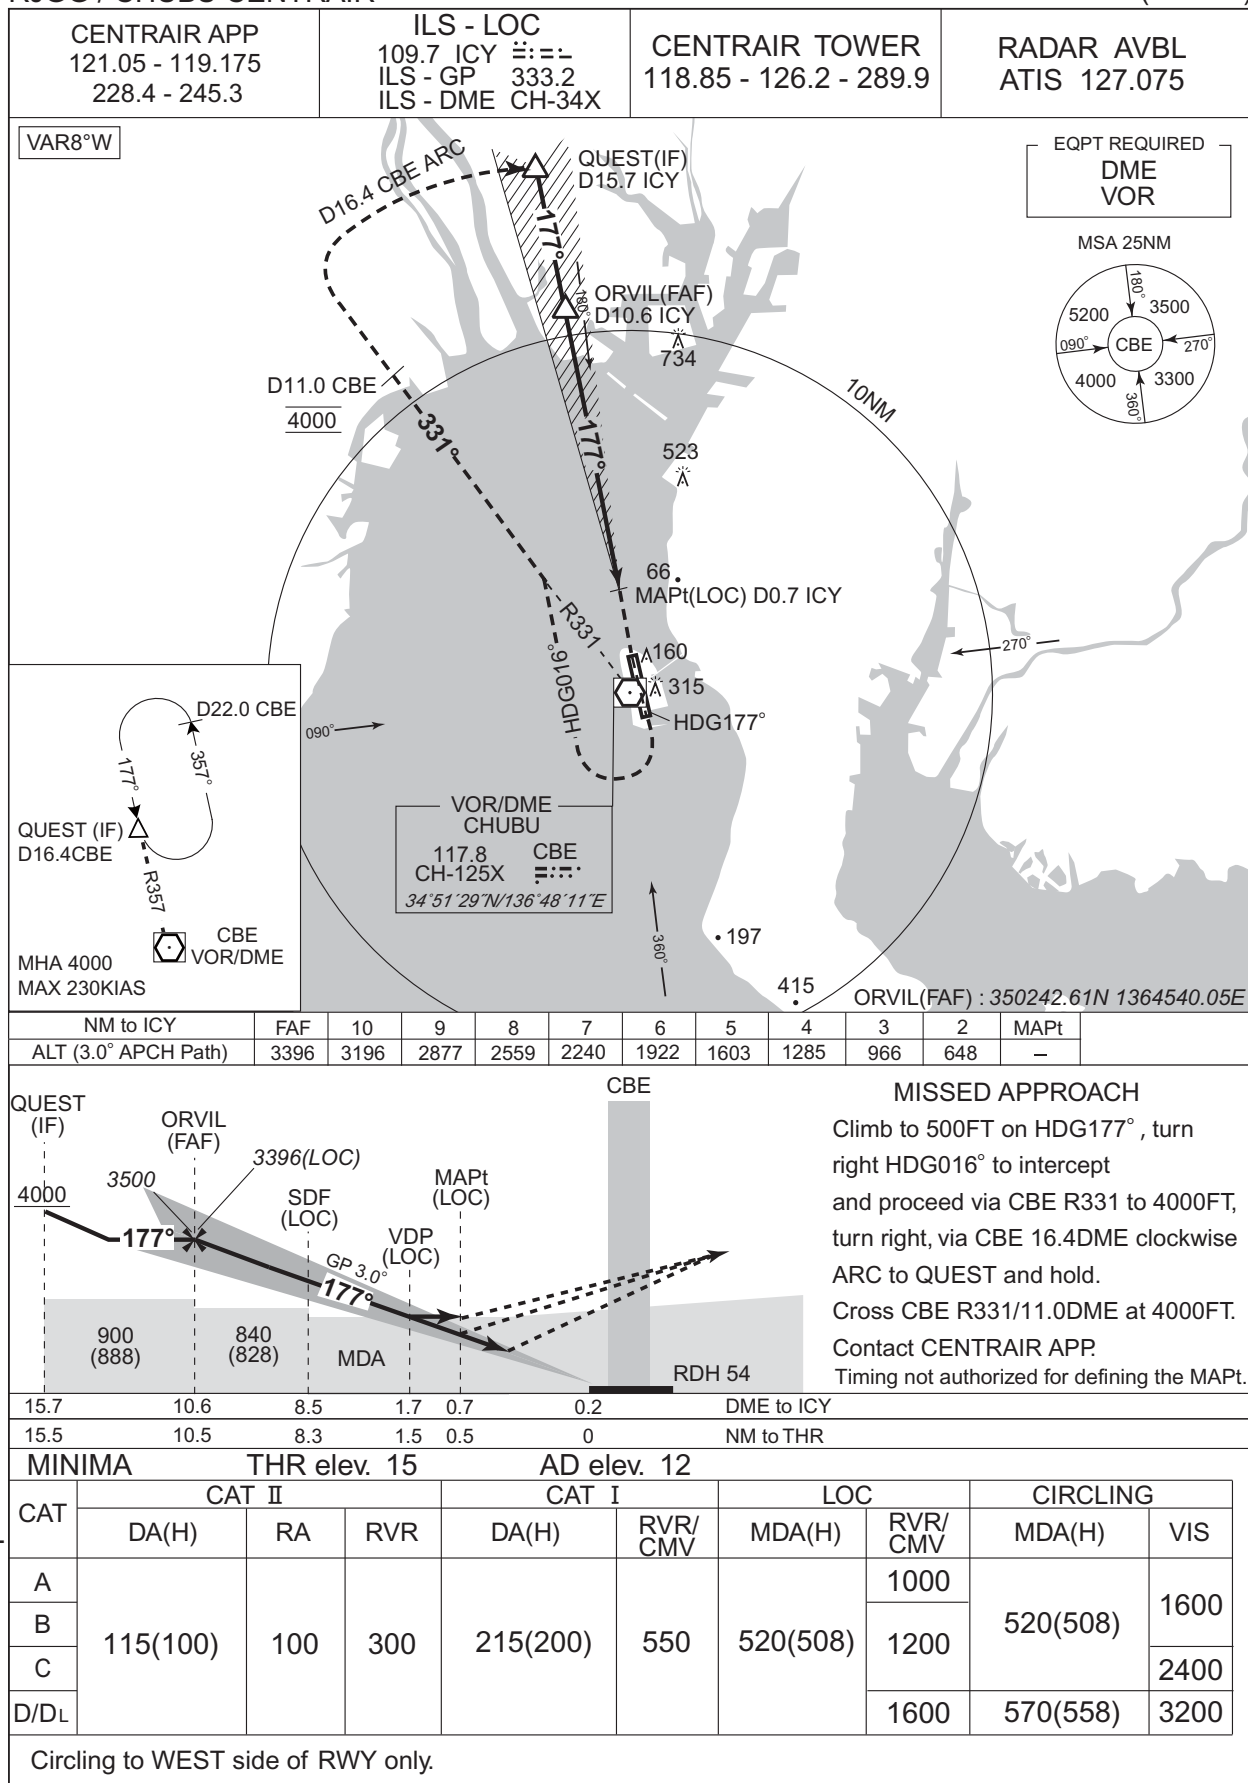 CENTRAIR APP
121.05 - 119.175
228.4 - 245.3
ILS - LOC
109.7 ICY
ILS - GP 333.2
ILS - DME CH-34X
CENTRAIR TOWER
118.85 - 126.2 - 289.9
RADAR AVBL
ATIS 127.075
VAR8°W
EQPT REQUIRED
DME
VOR
MSA 25NM
180°
5200
3500
090°
CBE
270°
4000
3300
360°
D16.4 CBE ARC
QUEST(IF)
D15.7 ICY
177°
180°
ORVIL(FAF)
D10.6 ICY
734
D11.0 CBE
4000
10NM
331°
177°
523
66
MAPt(LOC) D0.7 ICY
R331
HDG016°
160
315
HDG177°
270°
090°
D22.0 CBE
177°
357°
QUEST (IF)
D16.4CBE
R357
CBE
VOR/DME
MHA 4000
MAX 230KIAS
VOR/DME
CHUBU
117.8 CBE
CH-125X
34°51´29˝N/136°48´11˝E
360°
197
415
ORVIL(FAF) : 350242.61N 1364540.05E
NM to ICY FAF 10 9 8 7 6 5 4 3 2 MAPt
ALT (3.0° APCH Path) 3396 3196 2877 2559 2240 1922 1603 1285 966 648 –
QUEST
(IF)
ORVIL
(FAF)
3396(LOC)
3500
4000
SDF
(LOC)
MAPt
(LOC)
VDP
(LOC)
CBE
177°
GP 3.0°
177°
900
(888)
840
(828)
MDA
RDH 54
MISSED APPROACH
Climb to 500FT on HDG177° , turn
right HDG016° to intercept
and proceed via CBE R331 to 4000FT,
turn right, via CBE 16.4DME clockwise
ARC to QUEST and hold.
Cross CBE R331/11.0DME at 4000FT.
Contact CENTRAIR APP.
Timing not authorized for defining the MAPt.
15.7 10.6 8.5 1.7 0.7 0.2 DME to ICY
15.5 10.5 8.3 1.5 0.5 0 NM to THR
MINIMA THR elev. 15 AD elev. 12
CAT CAT II CAT I LOC CIRCLING
DA(H) RA RVR DA(H) RVR/CMV MDA(H) RVR/CMV MDA(H) VIS
A 1000
B 1600
115(100) 100 300 215(200) 550 520(508) 1200 520(508)
C 2400
D/DL 1600 570(558) 3200
Circling to WEST side of RWY only.